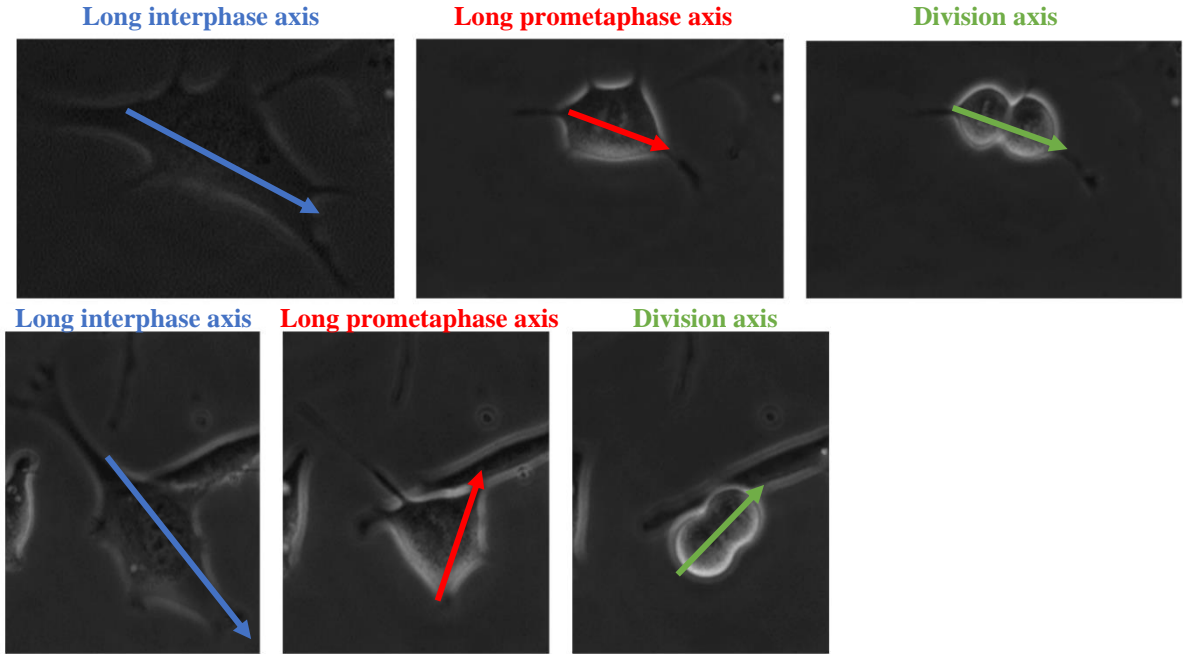 Long interphase axis
Long prometaphase axis
Division axis
Long interphase axis
Long prometaphase axis
Division axis